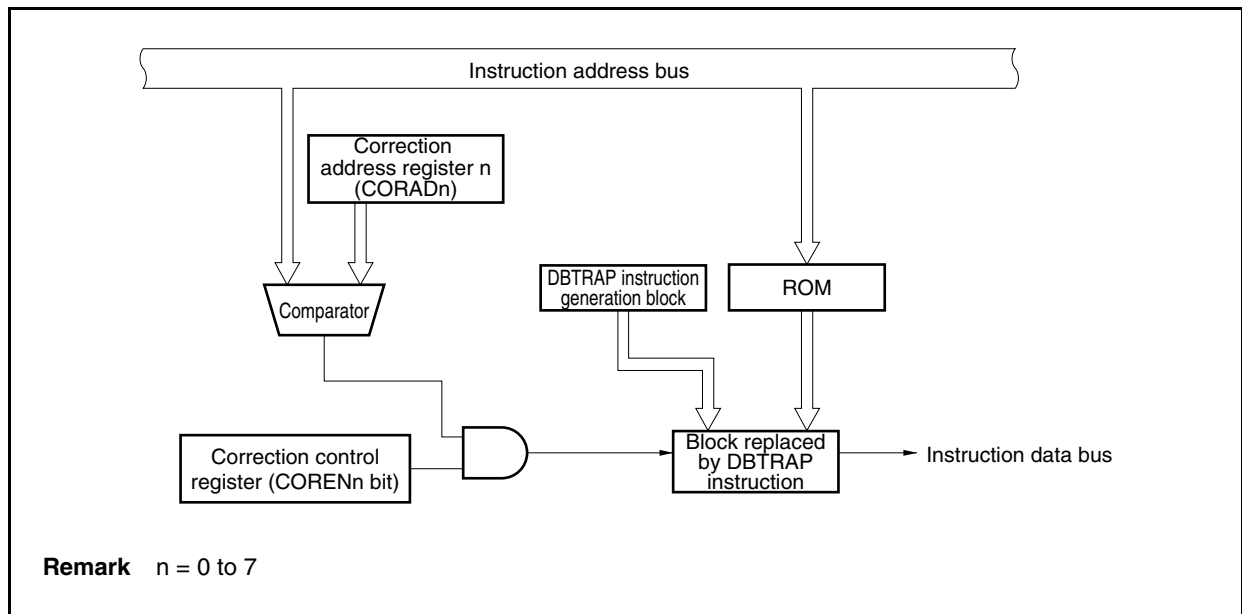 Instruction address bus
Correction
address register n
(CORADn)
Comparator
DBTRAP instruction
generation block
ROM
Correction control
register (CORENn bit)
Block replaced
by DBTRAP
instruction
Instruction data bus
Remark n = 0 to 7